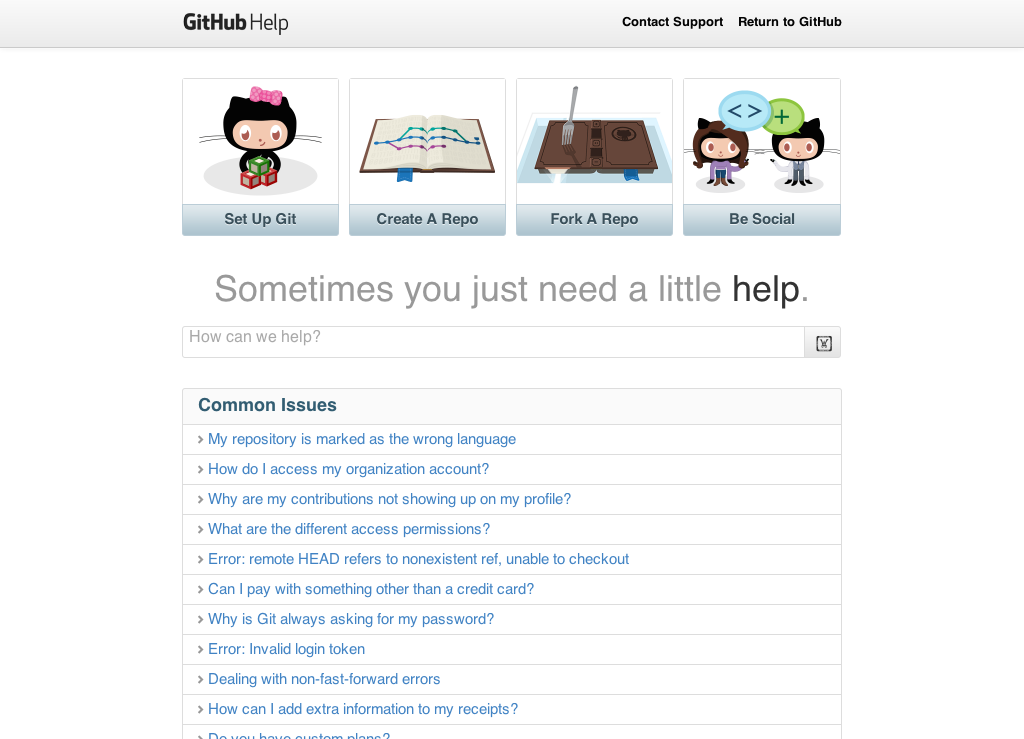 GitHub Help
Contact Support Return to GitHub
< > +
Set Up Git Create A Repo Fork A Repo Be Social
Sometimes you just need a little help.
How can we help?
Common Issues
My repository is marked as the wrong language
How do I access my organization account?
Why are my contributions not showing up on my profile?
What are the different access permissions?
Error: remote HEAD refers to nonexistent ref, unable to checkout
Can I pay with something other than a credit card?
Why is Git always asking for my password?
Error: Invalid login token
Dealing with non-fast-forward errors
How can I add extra information to my receipts?
Do you have custom plans?